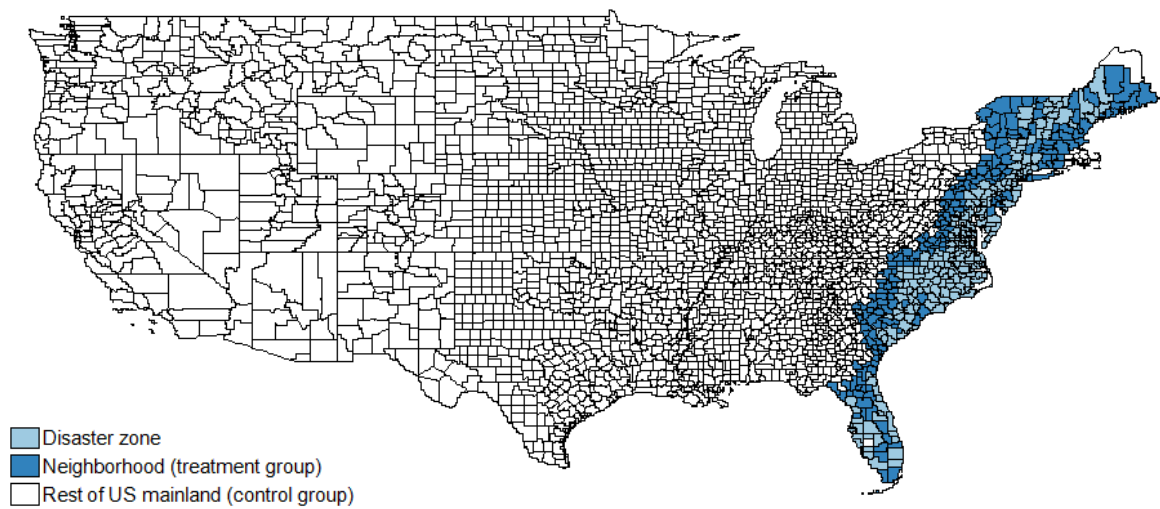 Disaster zone
Neighborhood (treatment group)
Rest of US mainland (control group)